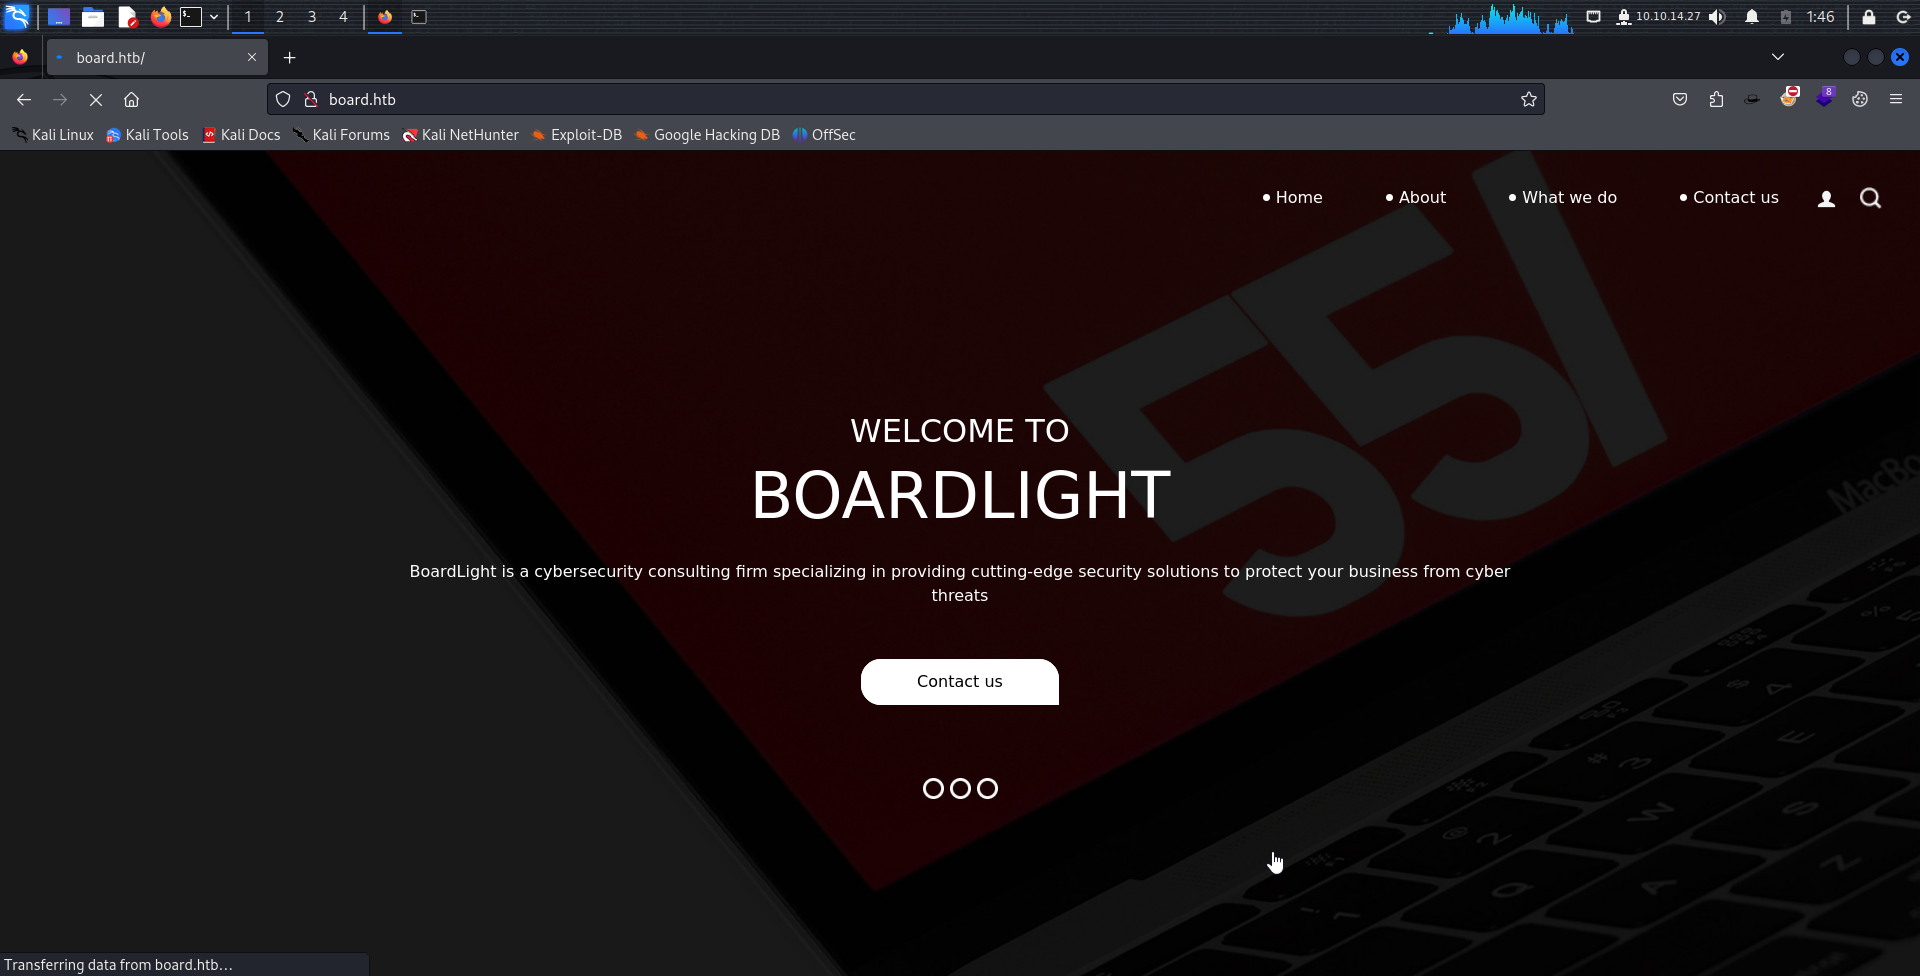 1 2 3 4 10.10.14.27 1:46
board.htb/
board.htb 8
Kali Linux Kali Tools Kali Docs Kali Forums Kali NetHunter Exploit-DB Google Hacking DB OffSec
Home About What we do Contact us
55/
MacBo
WELCOME TO
BOARDLIGHT
BoardLight is a cybersecurity consulting firm specializing in providing cutting-edge security solutions to protect your business from cyber
threats
Contact us
Transferring data from board.htb...